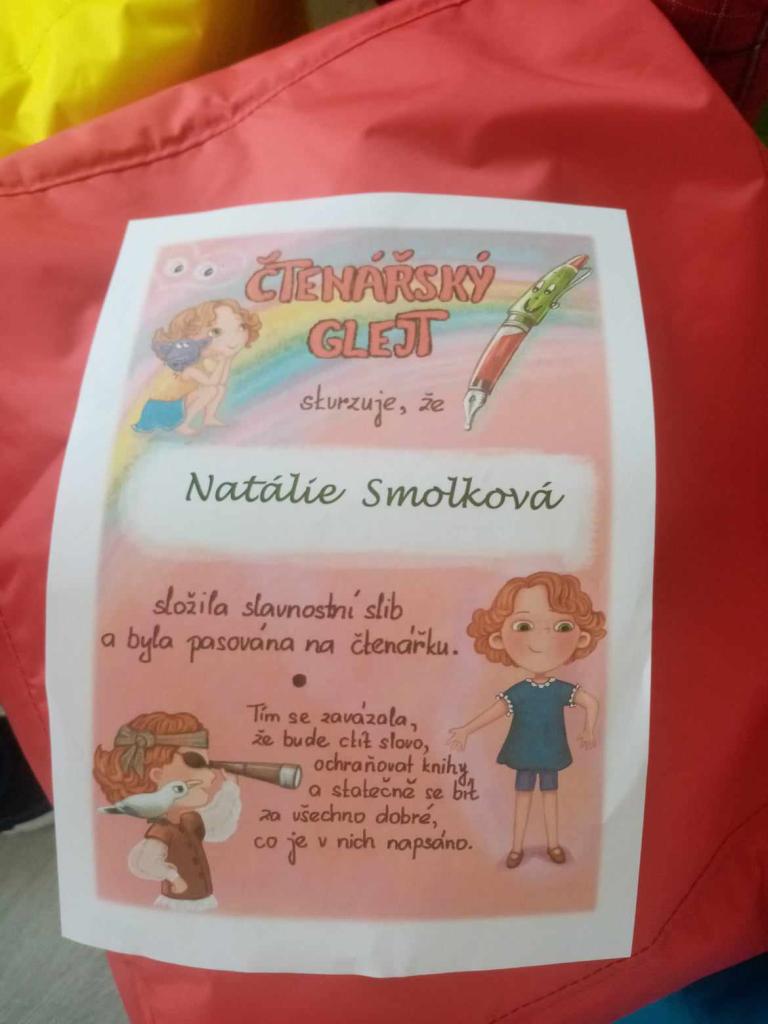 ČTENÁŘSKÝ
GLEJT
stvrzuje, že
Natálie Smolková
složila slavnostní slib
a byla pasována na čtenářku.
Tím se zavázala,
že bude ctít slovo,
ochraňovat knihy
a statečně se bít
za všechno dobré,
co je v nich napsáno.